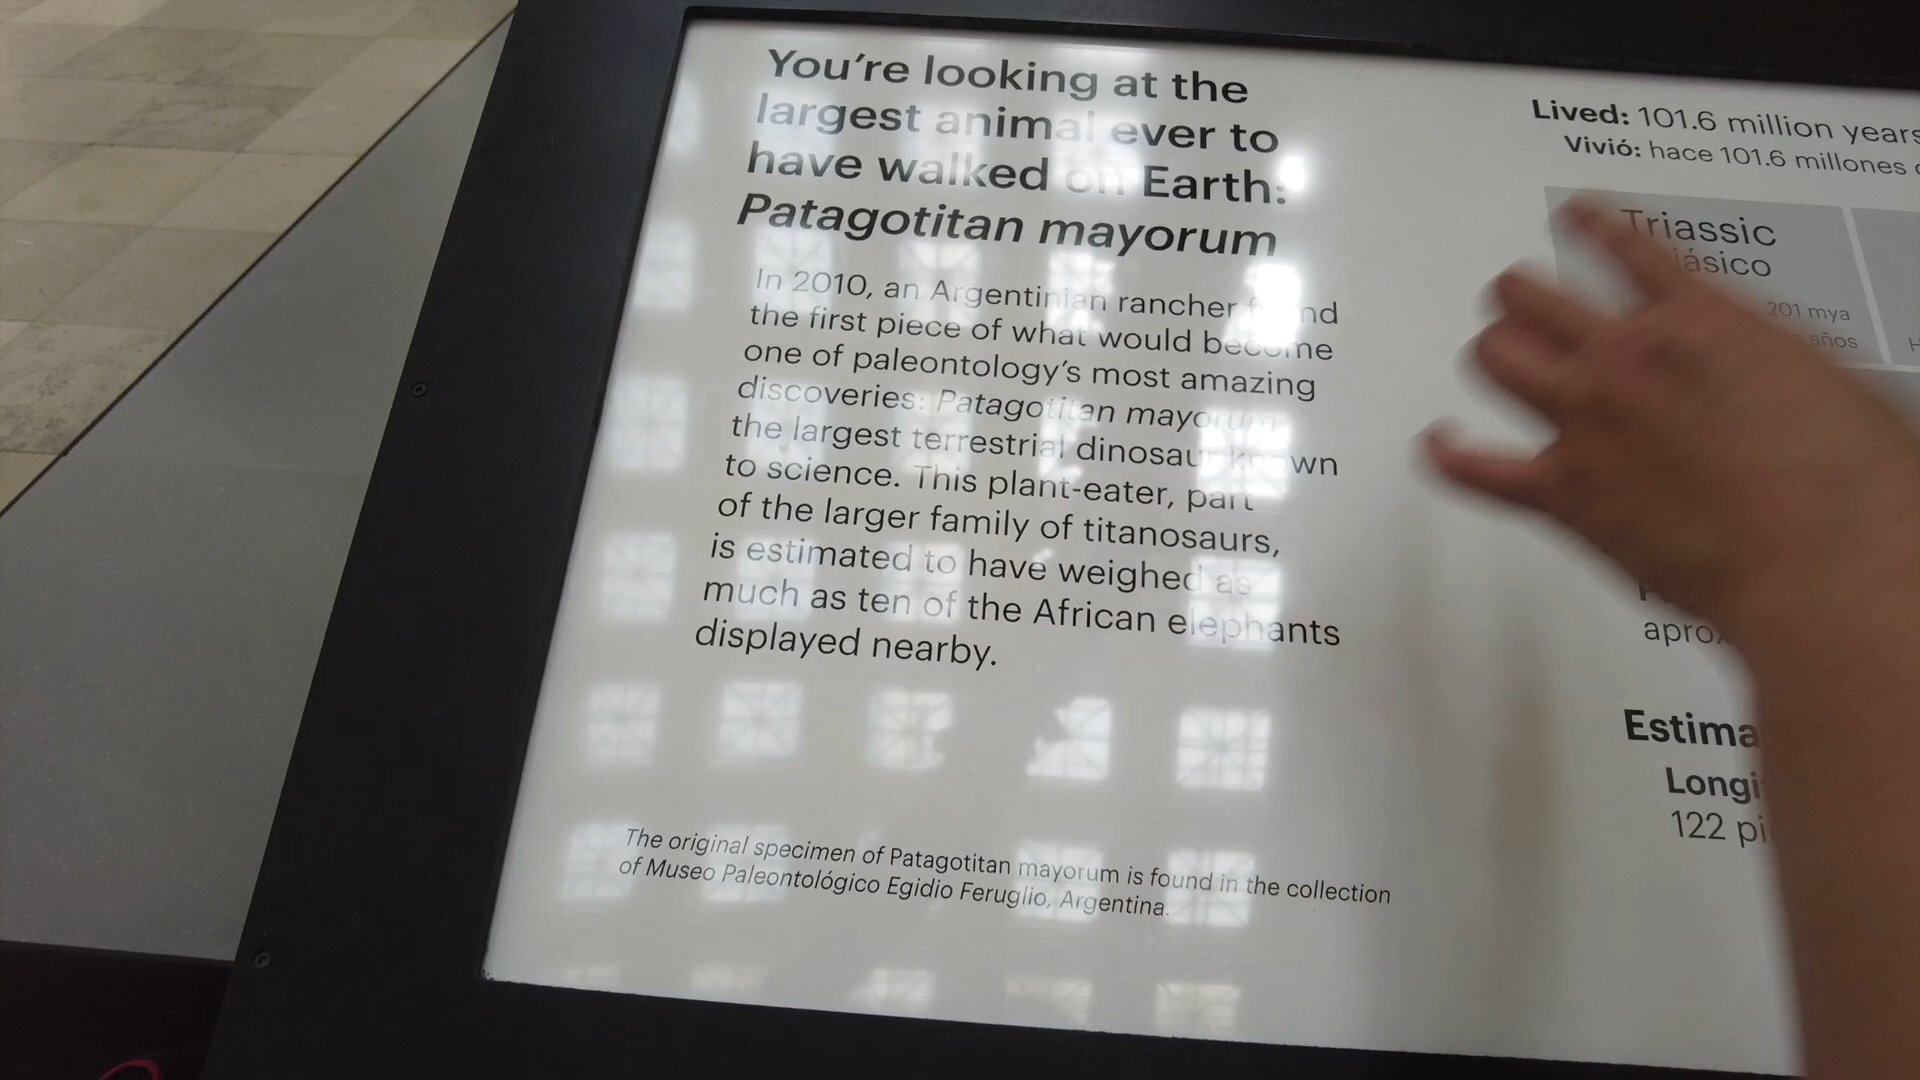 You're looking at the
largest animal ever to
have walked on Earth:
Patagotitan mayorum
In 2010, an Argentinian rancher
the first piece of what would become
one of paleontology's most amazing
discoveries: Patagotitan mayorum
the largest terrestrial dinosaur known
to science. This plant-eater, part
of the larger family of titanosaurs,
is estimated to have weighed as
much as ten of the African elephants
displayed nearby.
The original specimen of Patagotitan mayorum is found in the collection
of Museo Paleontológico Egidio Feruglio, Argentina.
Lived: 101.6 million years
Vivió: hace 101.6 millones
Triassic
201 mya
años
122